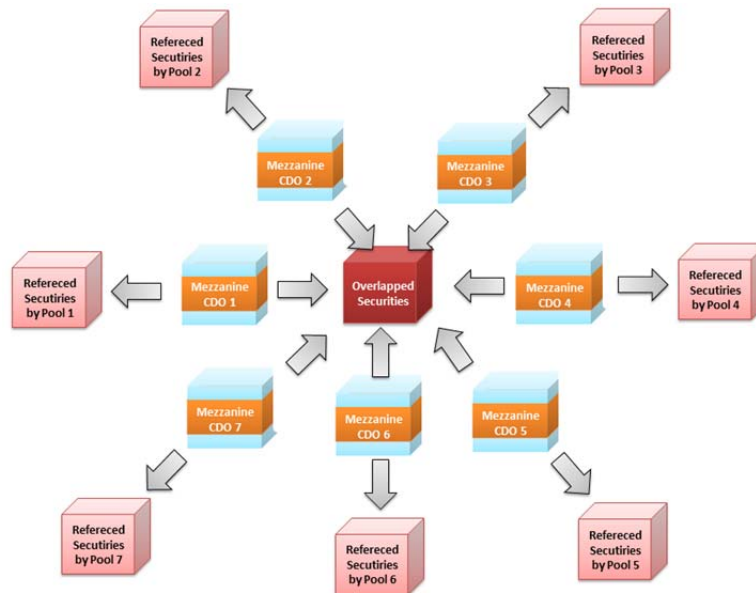 Refereced
Secutiries
by Pool 2
Refereced
Secutiries
by Pool 3
Mezzanine
CDO 2
Mezzanine
CDO 3
Refereced
Secutiries
by Pool 1
Mezzanine
CDO 1
Overlapped
Securities
Mezzanine
CDO 4
Refereced
Secutiries
by Pool 4
Mezzanine
CDO 7
Mezzanine
CDO 6
Mezzanine
CDO 5
Refereced
Secutiries
by Pool 7
Refereced
Secutiries
by Pool 6
Refereced
Secutiries
by Pool 5